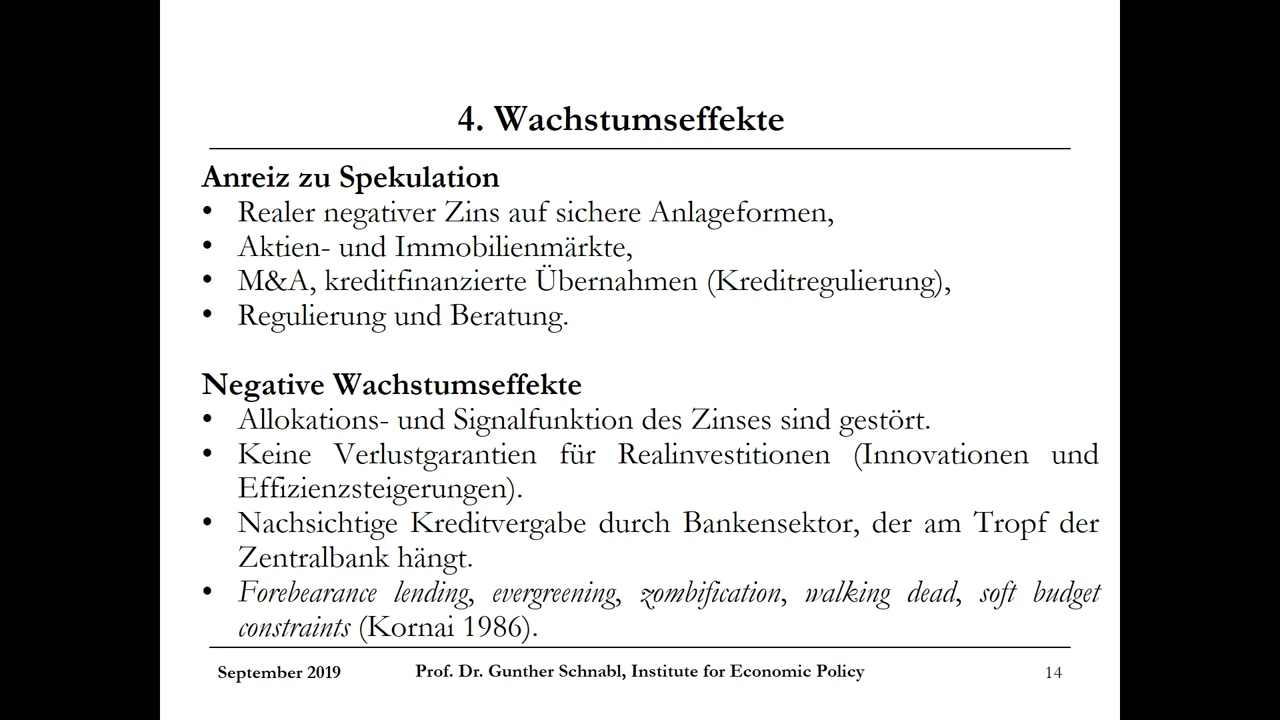 4. Wachstumseffekte
Anreiz zu Spekulation
• Realer negativer Zins auf sichere Anlageformen,
• Aktien- und Immobilienmärkte,
• M&A, kreditfinanzierte Übernahmen (Kreditregulierung),
• Regulierung und Beratung.
Negative Wachstumseffekte
• Allokations- und Signalfunktion des Zinses sind gestört.
• Keine Verlustgarantien für Realinvestitionen (Innovationen und
Effizienzsteigerungen).
• Nachsichtige Kreditvergabe durch Bankensektor, der am Tropf der
Zentralbank hängt.
• Forebearance lending, evergreening, zombification, walking dead, soft budget
constraints (Kornai 1986).
September 2019 Prof. Dr. Gunther Schnabl, Institute for Economic Policy 14